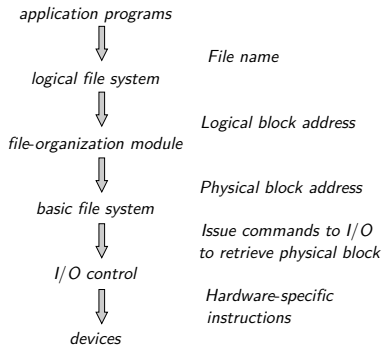 application programs
File name
logical file system
Logical block address
file-organization module
Physical block address
basic file system
Issue commands to I/O
to retrieve physical block
I/O control
Hardware-specific
instructions
devices